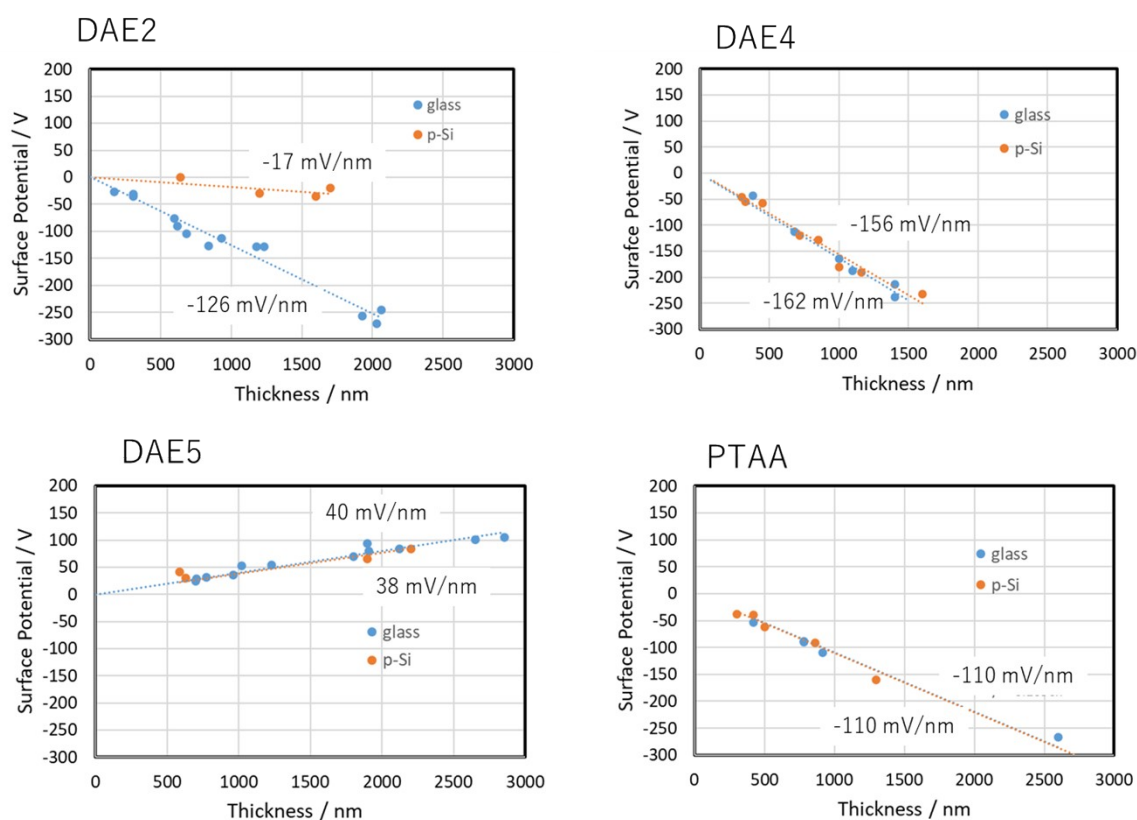 DAE2
200
150
100
50
0
-50
-100
-150
-200
-250
-300
Surface Potential / V
glass
p-Si
-17 mV/nm
-126 mV/nm
0 500 1000 1500 2000 2500 3000
Thickness / nm
DAE4
200
150
100
50
0
-50
-100
-150
-200
-250
-300
Surafce Potential / V
glass
p-Si
-156 mV/nm
-162 mV/nm
0 500 1000 1500 2000 2500 3000
Thickness / nm
DAE5
200
150
100
50
0
-50
-100
-150
-200
-250
-300
Surface Potential / V
40 mV/nm
38 mV/nm
glass
p-Si
0 500 1000 1500 2000 2500 3000
Thickness / nm
PTAA
200
150
100
50
0
-50
-100
-150
-200
-250
-300
Surface Potential / V
glass
p-Si
-110 mV/nm
-110 mV/nm
0 500 1000 1500 2000 2500 3000
Thickness / nm